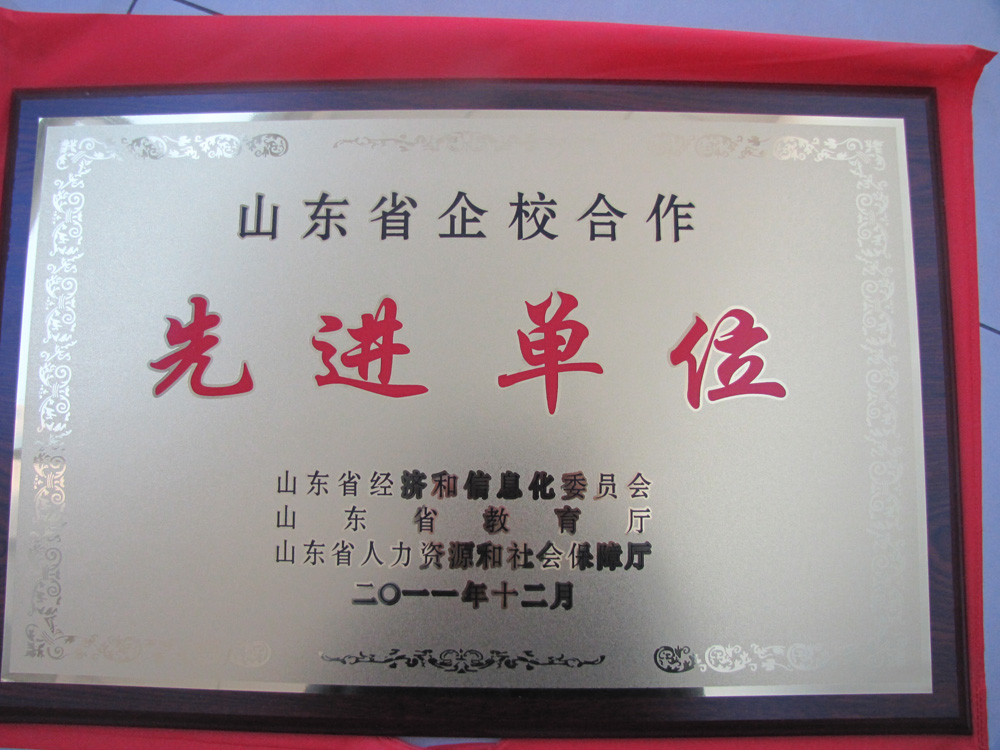 山东省企校合作
先进单位
山东省经济和信息化委员会
山东省教育厅
山东省人力资源和社会保障厅
二〇一一年十二月